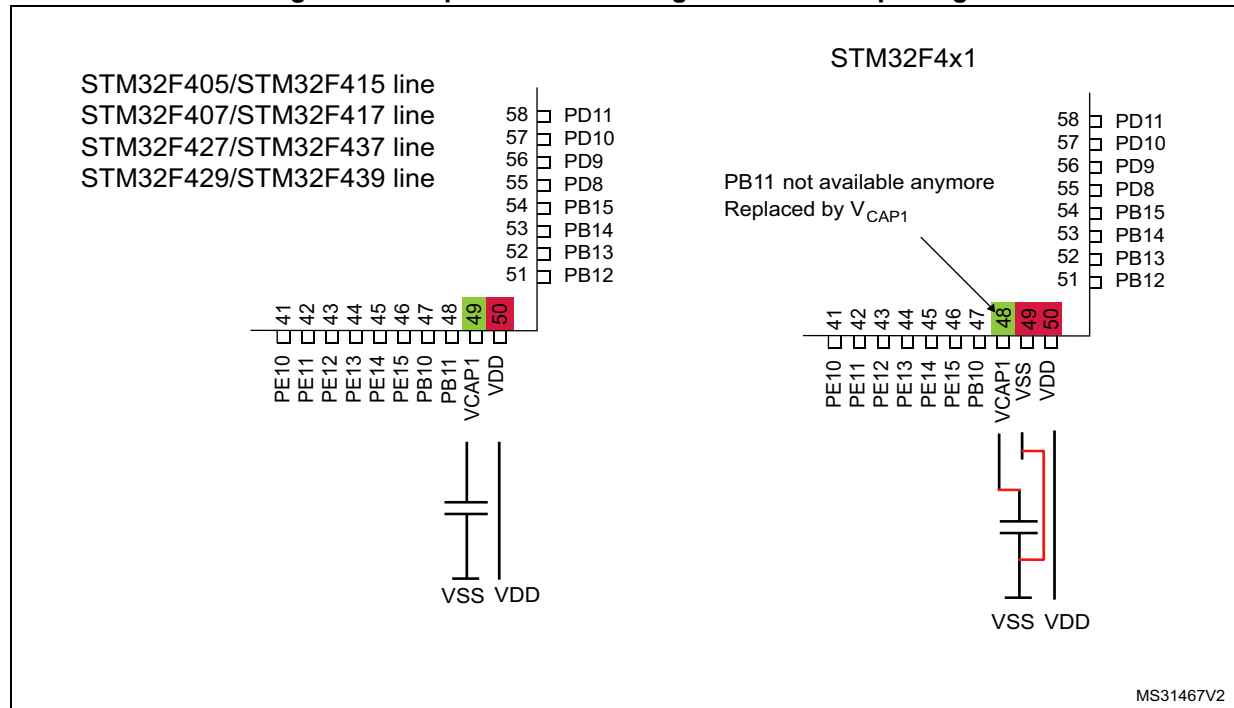 STM32F405/STM32F415 line
STM32F407/STM32F417 line
STM32F427/STM32F437 line
STM32F429/STM32F439 line
58 PD11
57 PD10
56 PD9
55 PD8
54 PB15
53 PB14
52 PB13
51 PB12
41 42 43 44 45 46 47 48 49 50
PE10 PE11 PE12 PE13 PE14 PE15 PB10 PB11 VCAP1 VDD
VSS VDD
STM32F4x1
PB11 not available anymore
Replaced by VCAP1
58 PD11
57 PD10
56 PD9
55 PD8
54 PB15
53 PB14
52 PB13
51 PB12
41 42 43 44 45 46 47 48 49 50
PE10 PE11 PE12 PE13 PE14 PE15 PB10 VCAP1 VSS VDD
VSS VDD
MS31467V2